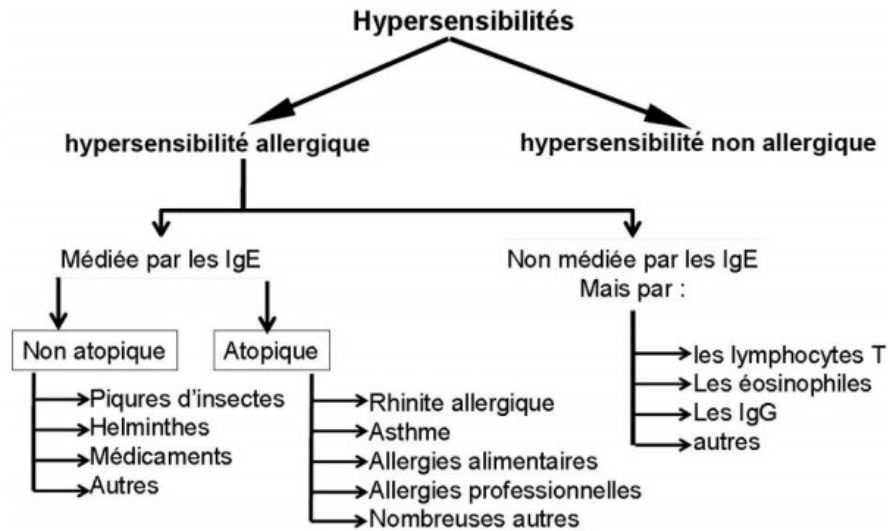 Hypersensibilités
hypersensibilité allergique
hypersensibilité non allergique
Médiée par les IgE
Non médiée par les IgE
Mais par :
Non atopique
Atopique
Piqures d'insectes
Helminthes
Médicaments
Autres
Rhinite allergique
Asthme
Allergies alimentaires
Allergies professionnelles
Nombreuses autres
les lymphocytes T
Les éosinophiles
Les IgG
autres